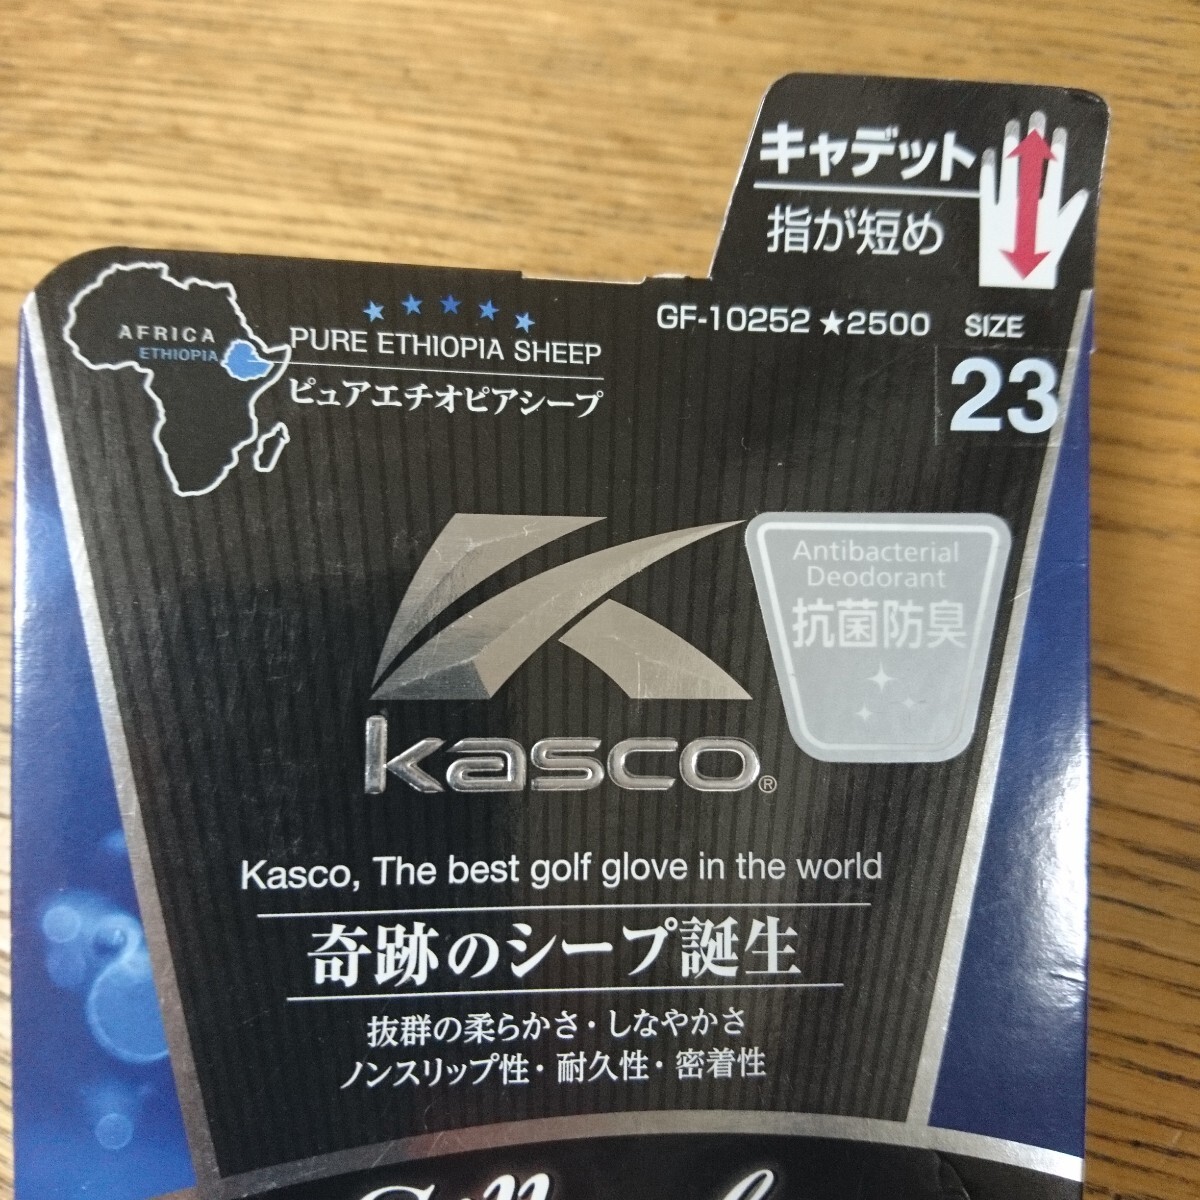 キャデット
指が短め
GF-10252 ★2500 SIZE
23
AFRICA
ETHIOPIA
PURE ETHIOPIA SHEEP
ピュアエチオピアシープ
Antibacterial
Deodorant
抗菌防臭
kasco®
Kasco, The best golf glove in the world
奇跡のシープ誕生
抜群の柔らかさ・しなやかさ
ノンスリップ性・耐久性・密着性